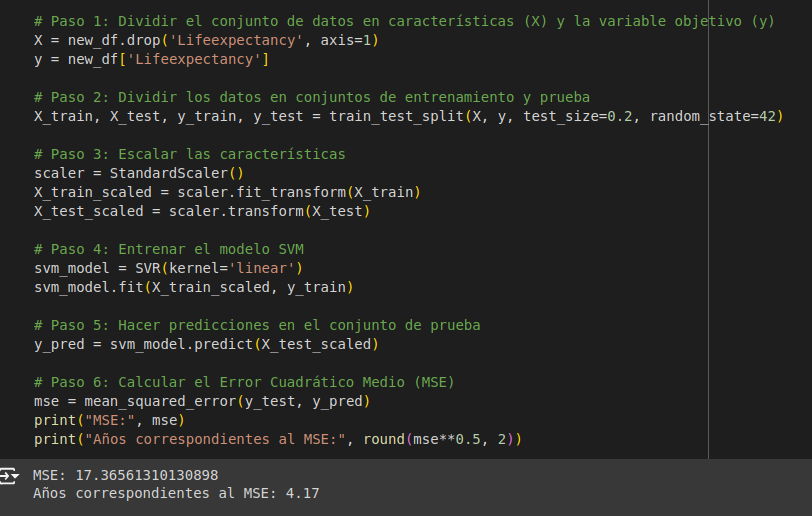 # Paso 1: Dividir el conjunto de datos en características (X) y la variable objetivo (y)
X = new_df.drop('Lifeexpectancy', axis=1)
y = new_df['Lifeexpectancy']
# Paso 2: Dividir los datos en conjuntos de entrenamiento y prueba
X_train, X_test, y_train, y_test = train_test_split(X, y, test_size=0.2, random_state=42)
# Paso 3: Escalar las características
scaler = StandardScaler()
X_train_scaled = scaler.fit_transform(X_train)
X_test_scaled = scaler.transform(X_test)
# Paso 4: Entrenar el modelo SVM
svm_model = SVR(kernel='linear')
svm_model.fit(X_train_scaled, y_train)
# Paso 5: Hacer predicciones en el conjunto de prueba
y_pred = svm_model.predict(X_test_scaled)
# Paso 6: Calcular el Error Cuadrático Medio (MSE)
mse = mean_squared_error(y_test, y_pred)
print("MSE:", mse)
print("Años correspondientes al MSE:", round(mse**0.5, 2))
MSE: 17.36561310130898
Años correspondientes al MSE: 4.17